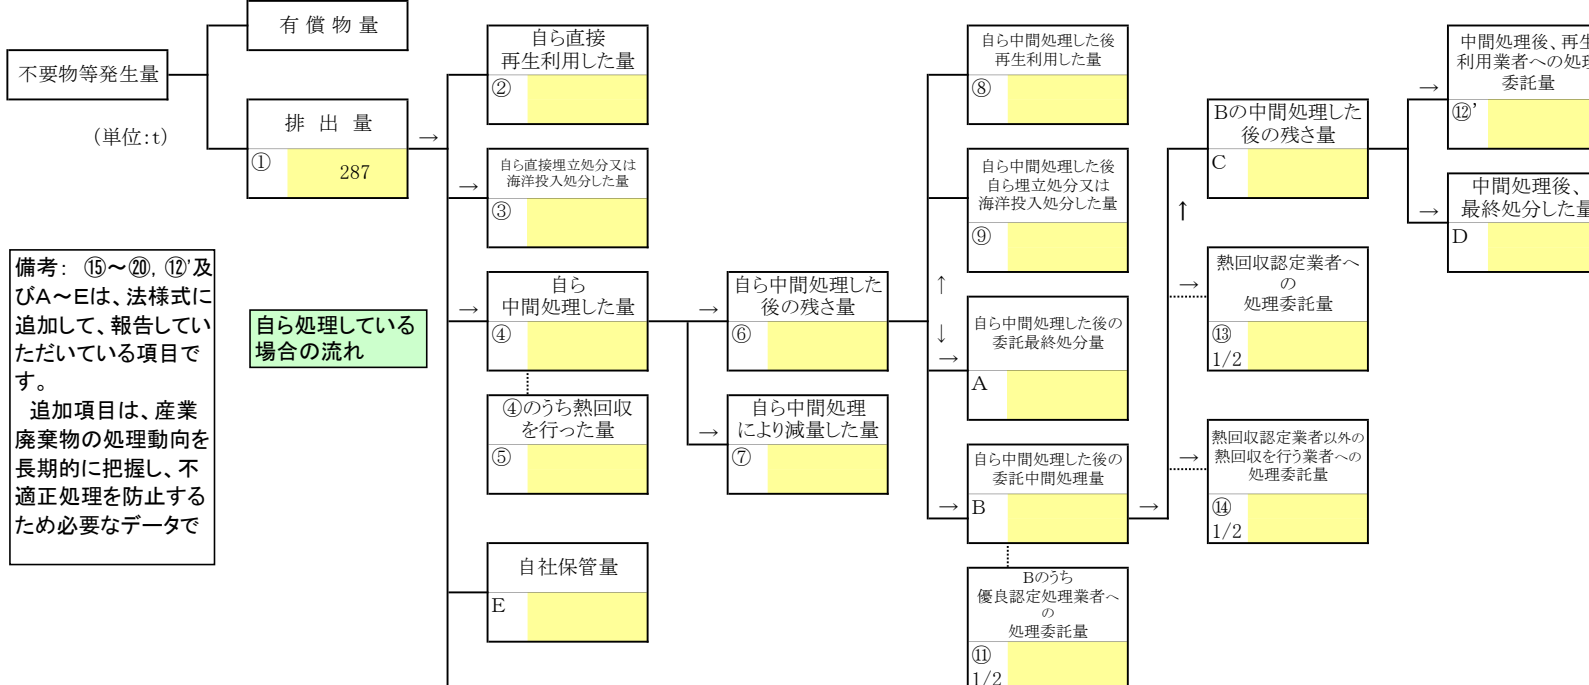 有 償 物 量
不要物等発生量
(単位:t)
排 出 量
→
①
287
備考： ⑮～⑳, ⑫'及
びA～Eは、法様式に
追加して、報告してい
ただいている項目で
す。
追加項目は、産業
廃棄物の処理動向を
長期的に把握し、不
適正処理を防止する
ため必要なデータで
自ら処理している
場合の流れ
自ら直接
再生利用した量
②
→
自ら直接埋立処分又は
海洋投入処分した量
③
→
自ら
中間処理した量
④
④のうち熱回収
を行った量
⑤
自社保管量
E
→
自ら中間処理した
後の残さ量
⑥
→
自ら中間処理
により減量した量
⑦
自ら中間処理した後
再生利用した量
⑧
自ら中間処理した後
自ら埋立処分又は
海洋投入処分した量
⑨
↑
↓
→
自ら中間処理した後の
委託最終処分量
A
→
自ら中間処理した後の
委託中間処理量
B
→
Bのうち
優良認定処理業者へ
の
処理委託量
⑪
1/2
↑
Bの中間処理した
後の残さ量
C
→
熱回収認定業者へ
の
処理委託量
⑬
1/2
→
熱回収認定業者以外の
熱回収を行う業者への
処理委託量
⑭
1/2
→
中間処理後、再生
利用業者への処理
委託量
⑫'
→
中間処理後、
最終処分した量
D